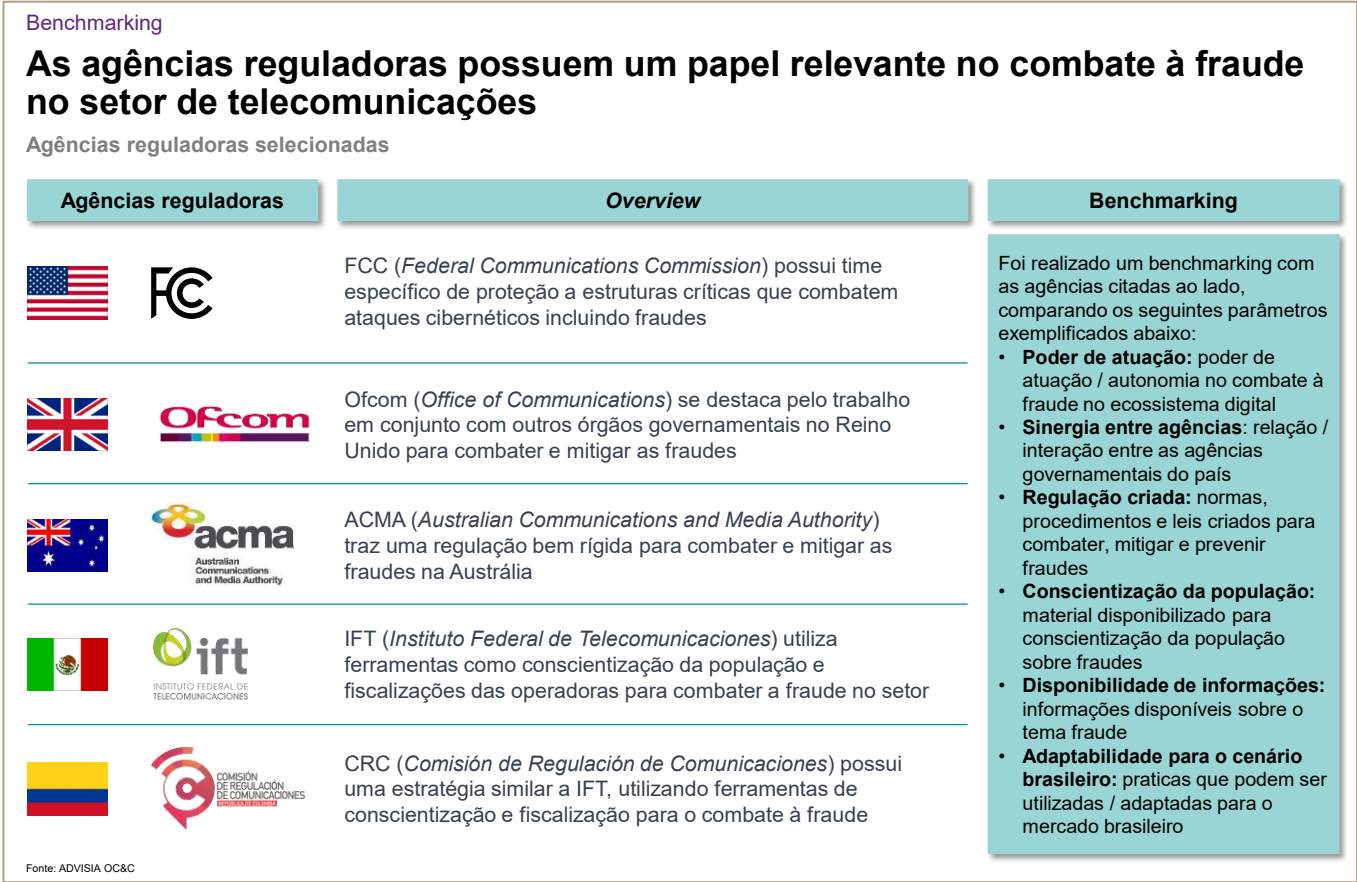 Benchmarking
As agências reguladoras possuem um papel relevante no combate à fraude
no setor de telecomunicações
Agências reguladoras selecionadas
Agências reguladoras
Overview
Benchmarking
FCC
FCC (Federal Communications Commission) possui time
específico de proteção a estruturas críticas que combatem
ataques cibernéticos incluindo fraudes
Ofcom
Ofcom (Office of Communications) se destaca pelo trabalho
em conjunto com outros órgãos governamentais no Reino
Unido para combater e mitigar as fraudes
acma
Australian
Communications
and Media Authority
ACMA (Australian Communications and Media Authority)
traz uma regulação bem rígida para combater e mitigar as
fraudes na Austrália
ift
INSTITUTO FEDERAL DE
TELECOMUNICACIONES
IFT (Instituto Federal de Telecomunicaciones) utiliza
ferramentas como conscientização da população e
fiscalizações das operadoras para combater a fraude no setor
COMISIÓN
DE REGULACIÓN
DE COMUNICACIONES
REPÚBLICA DE COLOMBIA
CRC (Comisión de Regulación de Comunicaciones) possui
uma estratégia similar a IFT, utilizando ferramentas de
conscientização e fiscalização para o combate à fraude
Foi realizado um benchmarking com
as agências citadas ao lado,
comparando os seguintes parâmetros
exemplificados abaixo:
• Poder de atuação: poder de
atuação / autonomia no combate à
fraude no ecossistema digital
• Sinergia entre agências: relação /
interação entre as agências
governamentais do país
• Regulação criada: normas,
procedimentos e leis criados para
combater, mitigar e prevenir
fraudes
• Conscientização da população:
material disponibilizado para
conscientização da população
sobre fraudes
• Disponibilidade de informações:
informações disponíveis sobre o
tema fraude
• Adaptabilidade para o cenário
brasileiro: praticas que podem ser
utilizadas / adaptadas para o
mercado brasileiro
Fonte: ADVISIA OC&C